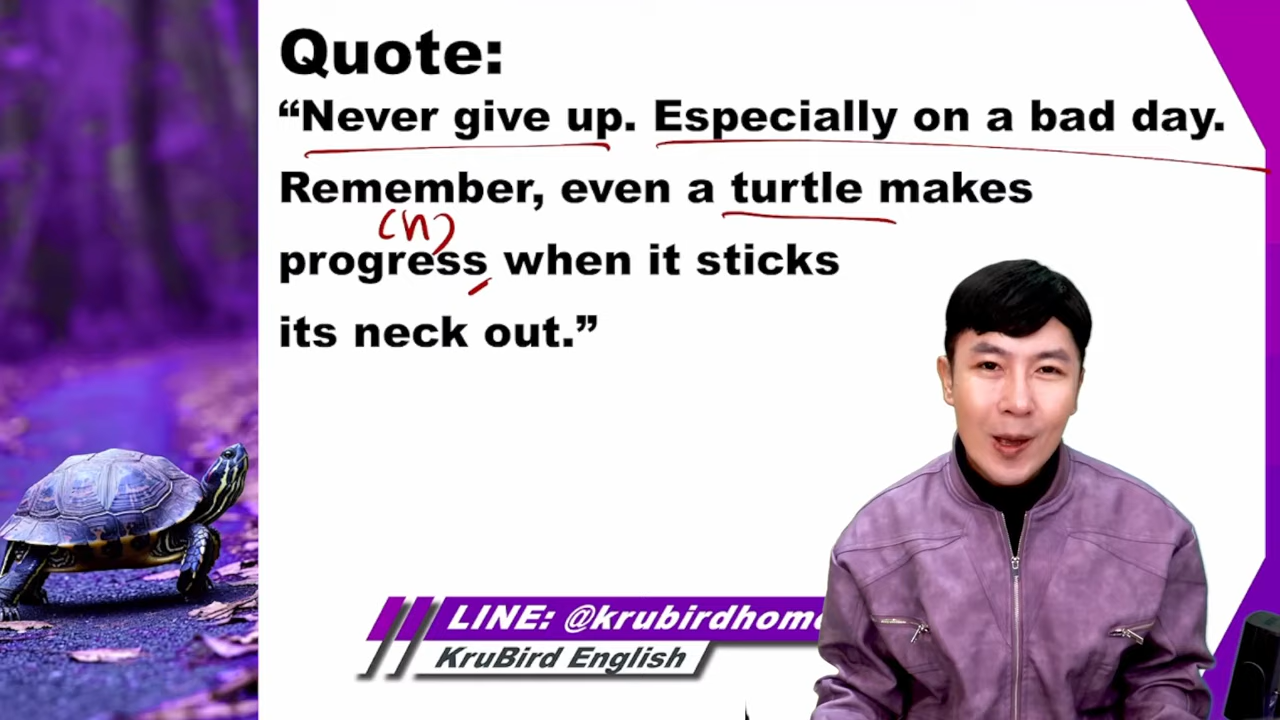 Quote:
“Never give up. Especially on a bad day.
Remember, even a turtle makes
(n)
progress when it sticks
its neck out.”
LINE: @krubirdhome
KruBird English